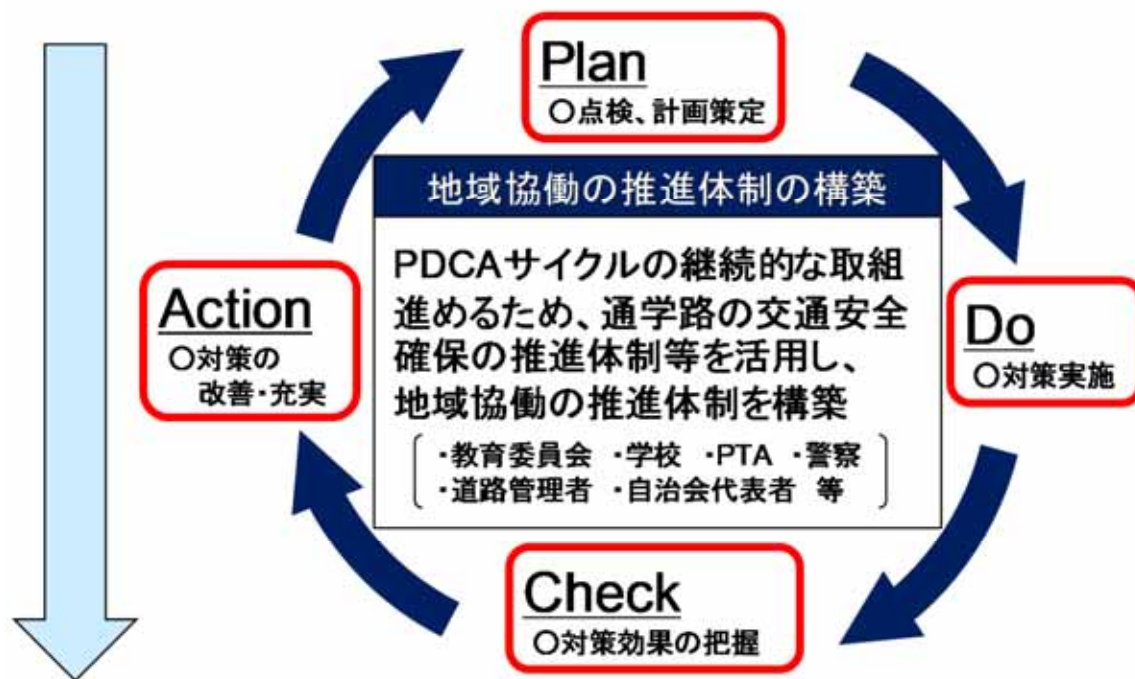 Plan
○点検、計画策定
地域協働の推進体制の構築
PDCAサイクルの継続的な取組
進めるため、通学路の交通安全
確保の推進体制等を活用し、
地域協働の推進体制を構築
・教育委員会 ・学校 ・PTA ・警察
・道路管理者 ・自治会代表者 等
Do
○対策実施
Check
○対策効果の把握
Action
○対策の
改善・充実